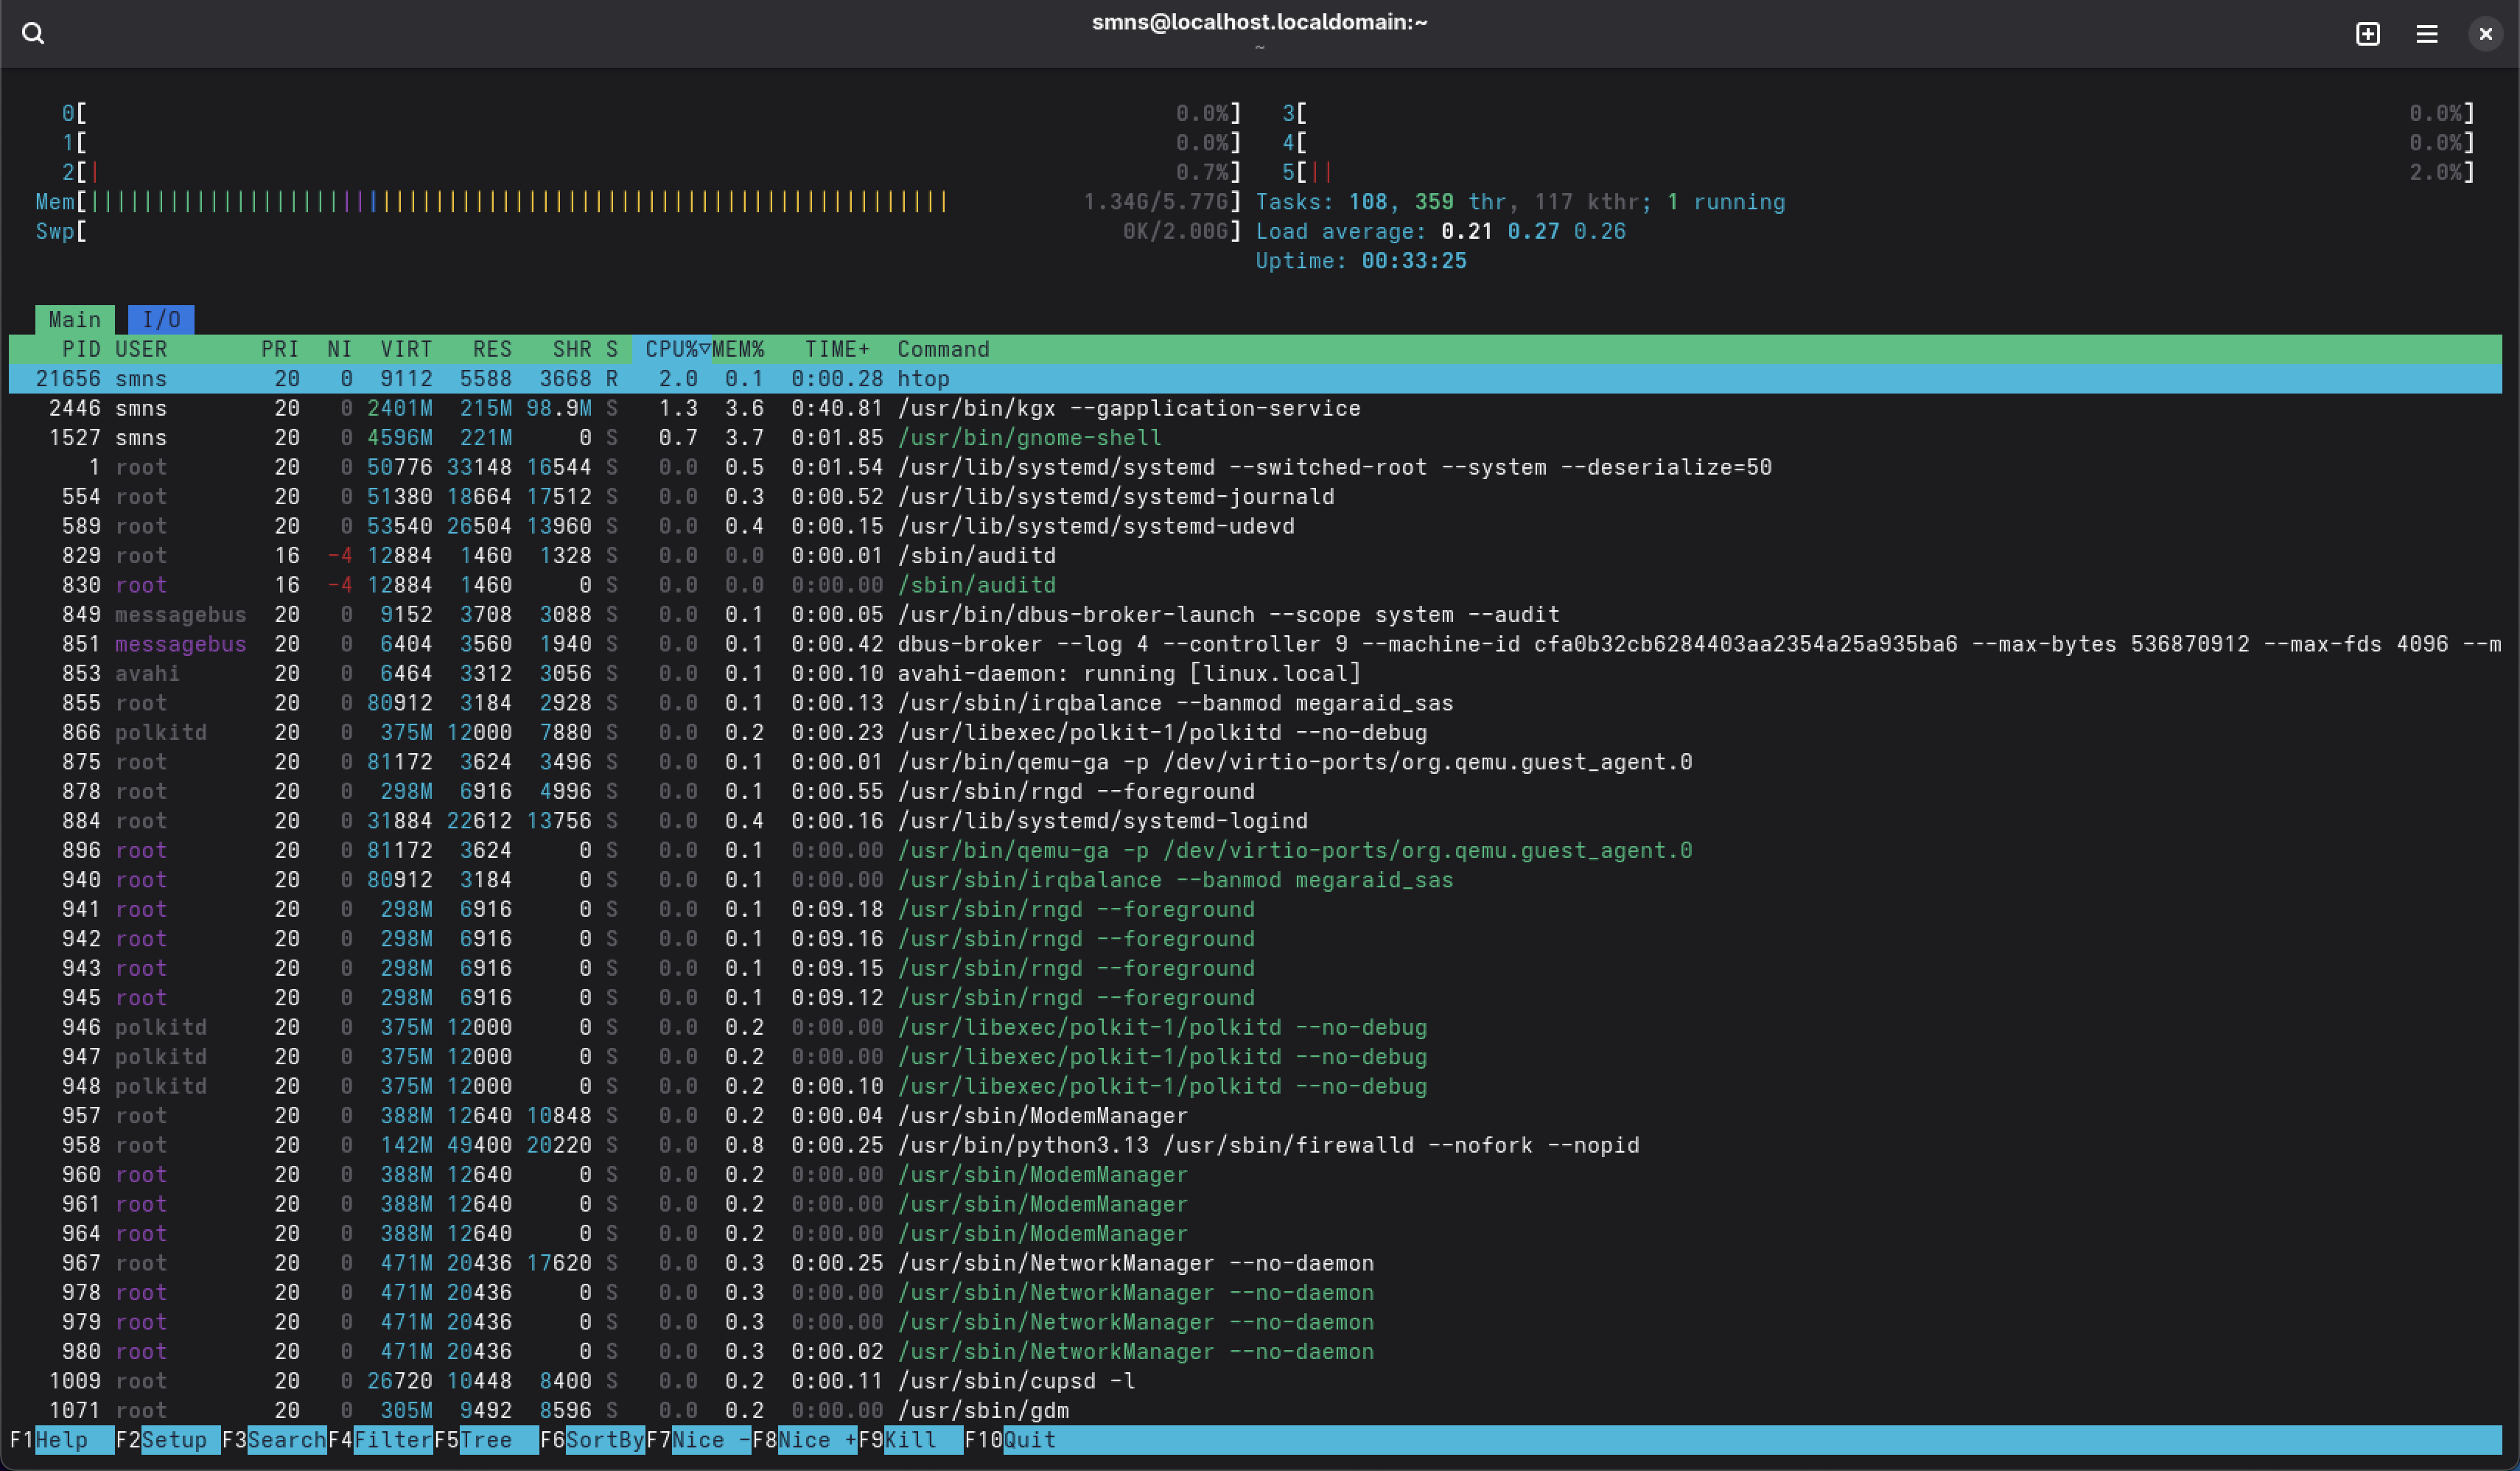 smns@localhost.localdomain:~
~
0[ 0.0%] 3[ 0.0%]
1[ 0.0%] 4[ 0.0%]
2[| 0.7%] 5[|| 2.0%]
Mem[||||||||||||||||||||||||||||||||||||||||||||||||||||||||||||||||| 1.34G/5.77G] Tasks: 108, 359 thr, 117 kthr; 1 running
Swp[ 0K/2.00G] Load average: 0.21 0.27 0.26
Uptime: 00:33:25
Main I/O
PID USER PRI NI VIRT RES SHR S CPU%▽MEM% TIME+ Command
21656 smns 20 0 9112 5588 3668 R 2.0 0.1 0:00.28 htop
2446 smns 20 0 2401M 215M 98.9M S 1.3 3.6 0:40.81 /usr/bin/kgx --gapplication-service
1527 smns 20 0 4596M 221M 0 S 0.7 3.7 0:01.85 /usr/bin/gnome-shell
1 root 20 0 50776 33148 16544 S 0.0 0.5 0:01.54 /usr/lib/systemd/systemd --switched-root --system --deserialize=50
554 root 20 0 51380 18664 17512 S 0.0 0.3 0:00.52 /usr/lib/systemd/systemd-journald
589 root 20 0 53540 26504 13960 S 0.0 0.4 0:00.15 /usr/lib/systemd/systemd-udevd
829 root 16 -4 12884 1460 1328 S 0.0 0.0 0:00.01 /sbin/auditd
830 root 16 -4 12884 1460 0 S 0.0 0.0 0:00.00 /sbin/auditd
849 messagebus 20 0 9152 3708 3088 S 0.0 0.1 0:00.05 /usr/bin/dbus-broker-launch --scope system --audit
851 messagebus 20 0 6404 3560 1940 S 0.0 0.1 0:00.42 dbus-broker --log 4 --controller 9 --machine-id cfa0b32cb6284403aa2354a25a935ba6 --max-bytes 536870912 --max-fds 4096 --m
853 avahi 20 0 6464 3312 3056 S 0.0 0.1 0:00.10 avahi-daemon: running [linux.local]
855 root 20 0 80912 3184 2928 S 0.0 0.1 0:00.13 /usr/sbin/irqbalance --banmod megaraid_sas
866 polkitd 20 0 375M 12000 7880 S 0.0 0.2 0:00.23 /usr/libexec/polkit-1/polkitd --no-debug
875 root 20 0 81172 3624 3496 S 0.0 0.1 0:00.01 /usr/bin/qemu-ga -p /dev/virtio-ports/org.qemu.guest_agent.0
878 root 20 0 298M 6916 4996 S 0.0 0.1 0:00.55 /usr/sbin/rngd --foreground
884 root 20 0 31884 22612 13756 S 0.0 0.4 0:00.16 /usr/lib/systemd/systemd-logind
896 root 20 0 81172 3624 0 S 0.0 0.1 0:00.00 /usr/bin/qemu-ga -p /dev/virtio-ports/org.qemu.guest_agent.0
940 root 20 0 80912 3184 0 S 0.0 0.1 0:00.00 /usr/sbin/irqbalance --banmod megaraid_sas
941 root 20 0 298M 6916 0 S 0.0 0.1 0:09.18 /usr/sbin/rngd --foreground
942 root 20 0 298M 6916 0 S 0.0 0.1 0:09.16 /usr/sbin/rngd --foreground
943 root 20 0 298M 6916 0 S 0.0 0.1 0:09.15 /usr/sbin/rngd --foreground
945 root 20 0 298M 6916 0 S 0.0 0.1 0:09.12 /usr/sbin/rngd --foreground
946 polkitd 20 0 375M 12000 0 S 0.0 0.2 0:00.00 /usr/libexec/polkit-1/polkitd --no-debug
947 polkitd 20 0 375M 12000 0 S 0.0 0.2 0:00.00 /usr/libexec/polkit-1/polkitd --no-debug
948 polkitd 20 0 375M 12000 0 S 0.0 0.2 0:00.10 /usr/libexec/polkit-1/polkitd --no-debug
957 root 20 0 388M 12640 10848 S 0.0 0.2 0:00.04 /usr/sbin/ModemManager
958 root 20 0 142M 49400 20220 S 0.0 0.8 0:00.25 /usr/bin/python3.13 /usr/sbin/firewalld --nofork --nopid
960 root 20 0 388M 12640 0 S 0.0 0.2 0:00.00 /usr/sbin/ModemManager
961 root 20 0 388M 12640 0 S 0.0 0.2 0:00.00 /usr/sbin/ModemManager
964 root 20 0 388M 12640 0 S 0.0 0.2 0:00.00 /usr/sbin/ModemManager
967 root 20 0 471M 20436 17620 S 0.0 0.3 0:00.25 /usr/sbin/NetworkManager --no-daemon
978 root 20 0 471M 20436 0 S 0.0 0.3 0:00.00 /usr/sbin/NetworkManager --no-daemon
979 root 20 0 471M 20436 0 S 0.0 0.3 0:00.00 /usr/sbin/NetworkManager --no-daemon
980 root 20 0 471M 20436 0 S 0.0 0.3 0:00.02 /usr/sbin/NetworkManager --no-daemon
1009 root 20 0 26720 10448 8400 S 0.0 0.2 0:00.11 /usr/sbin/cupsd -l
1071 root 20 0 305M 9492 8596 S 0.0 0.2 0:00.00 /usr/sbin/gdm
F1Help F2Setup F3SearchF4FilterF5Tree F6SortByF7Nice -F8Nice +F9Kill F10Quit